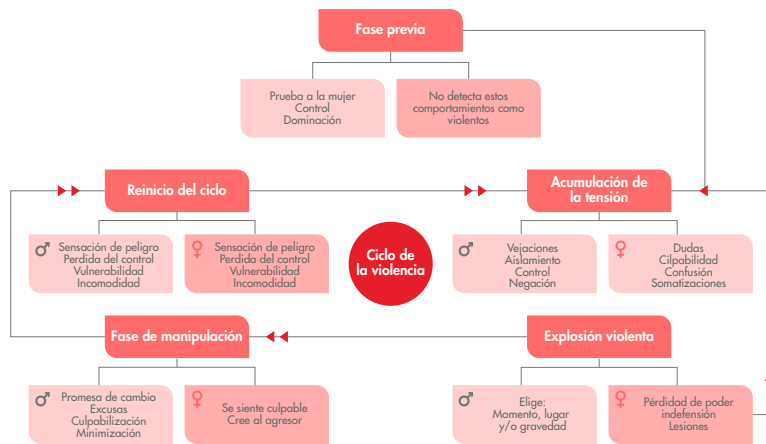 Fase previa
Prueba a la mujer
Control
Dominación
No detecta estos
comportamientos como
violentos
Reinicio del ciclo
Sensación de peligro
Perdida del control
Vulnerabilidad
Incomodidad
Sensación de peligro
Perdida del control
Vulnerabilidad
Incomodidad
Ciclo de
la violencia
Acumulación de
la tensión
Vejaciones
Aislamiento
Control
Negación
Dudas
Cilpabilidad
Confusión
Somatizaciones
Fase de manipulación
Promesa de cambio
Excusas
Culpabilización
Minimización
Se siente culpable
Cree al agresor
Explosión violenta
Elige:
Momento, lugar
y/o gravedad
Pérdidad de poder
indefensión
Lesiones